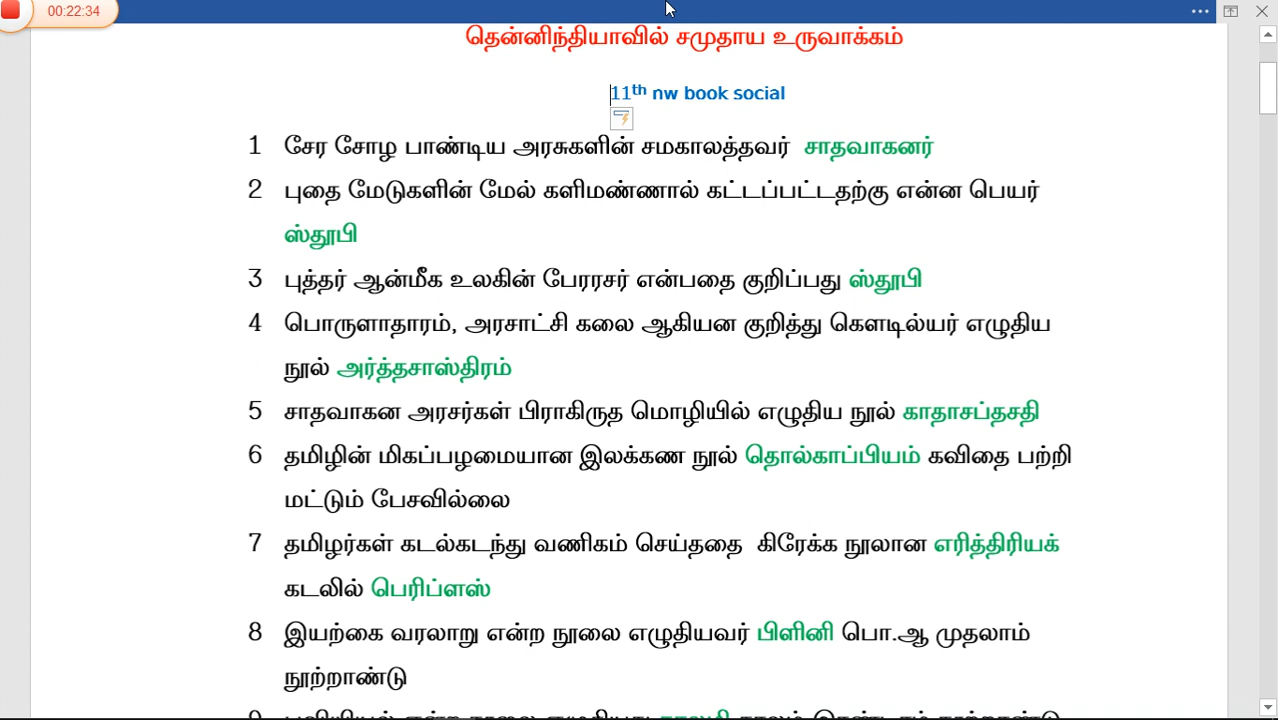 00:22:34
தென்னிந்தியாவில் சமுதாய உருவாக்கம்
11th nw book social
1 சேர சோழ பாண்டிய அரசுகளின் சமகாலத்தவர் சாதவாகனர்
2 புதை மேடுகளின் மேல் களிமண்ணால் கட்டப்பட்டதற்கு என்ன பெயர்
ஸ்தூபி
3 புத்தர் ஆன்மீக உலகின் பேரரசர் என்பதை குறிப்பது ஸ்தூபி
4 பொருளாதாரம், அரசாட்சி கலை ஆகியன குறித்து கௌடில்யர் எழுதிய
நூல் அர்த்தசாஸ்திரம்
5 சாதவாகன அரசர்கள் பிராகிருத மொழியில் எழுதிய நூல் காதாசப்தசதி
6 தமிழின் மிகப்பழமையான இலக்கண நூல் தொல்காப்பியம் கவிதை பற்றி
மட்டும் பேசவில்லை
7 தமிழர்கள் கடல்கடந்து வணிகம் செய்ததை கிரேக்க நூலான எரித்திரியக்
கடலில் பெரிப்ளஸ்
8 இயற்கை வரலாறு என்ற நூலை எழுதியவர் பிளினி பொ.ஆ முதலாம்
நூற்றாண்டு